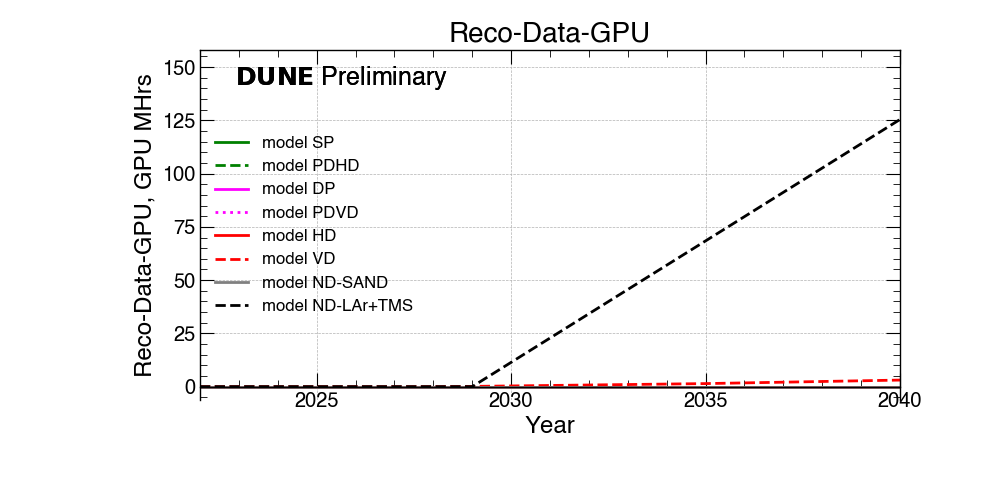 Reco-Data-GPU
DUNE Preliminary
Reco-Data-GPU, GPU MHrs
150
125
100
75
50
25
0
model SP
model PDHD
model DP
model PDVD
model HD
model VD
model ND-SAND
model ND-LAr+TMS
2025 2030 2035 2040
Year